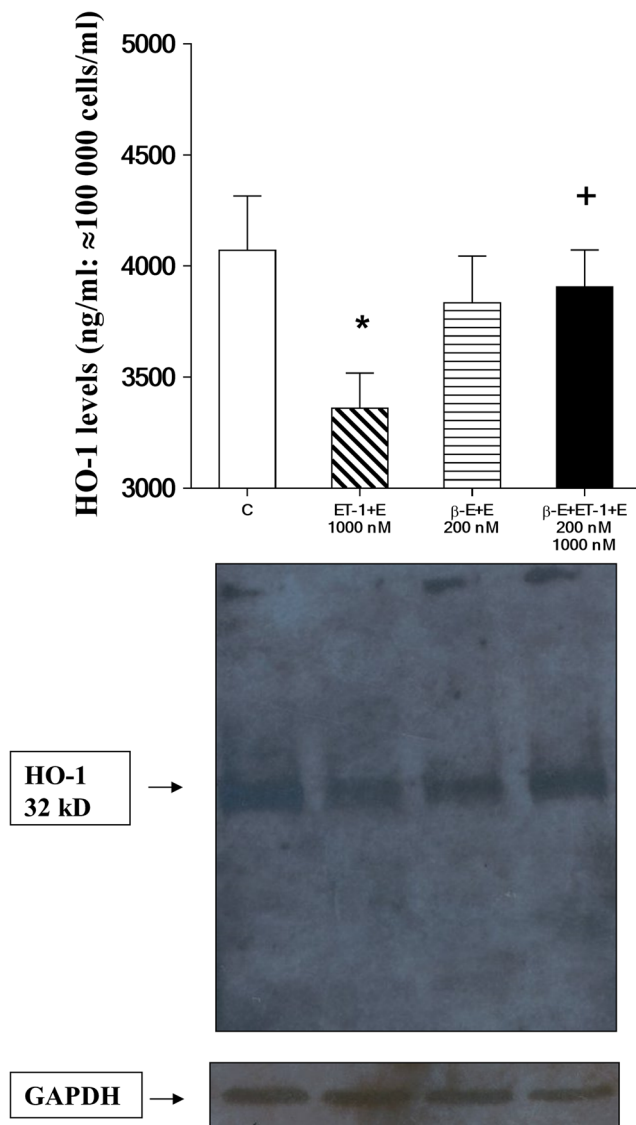 HO-1 levels (ng/ml: ≈100 000 cells/ml)
5000
4500
4000
3500
3000
*
+
C
ET-1+E
1000 nM
β-E+E
200 nM
β-E+ET-1+E
200 nM
1000 nM
HO-1
32 kD
GAPDH